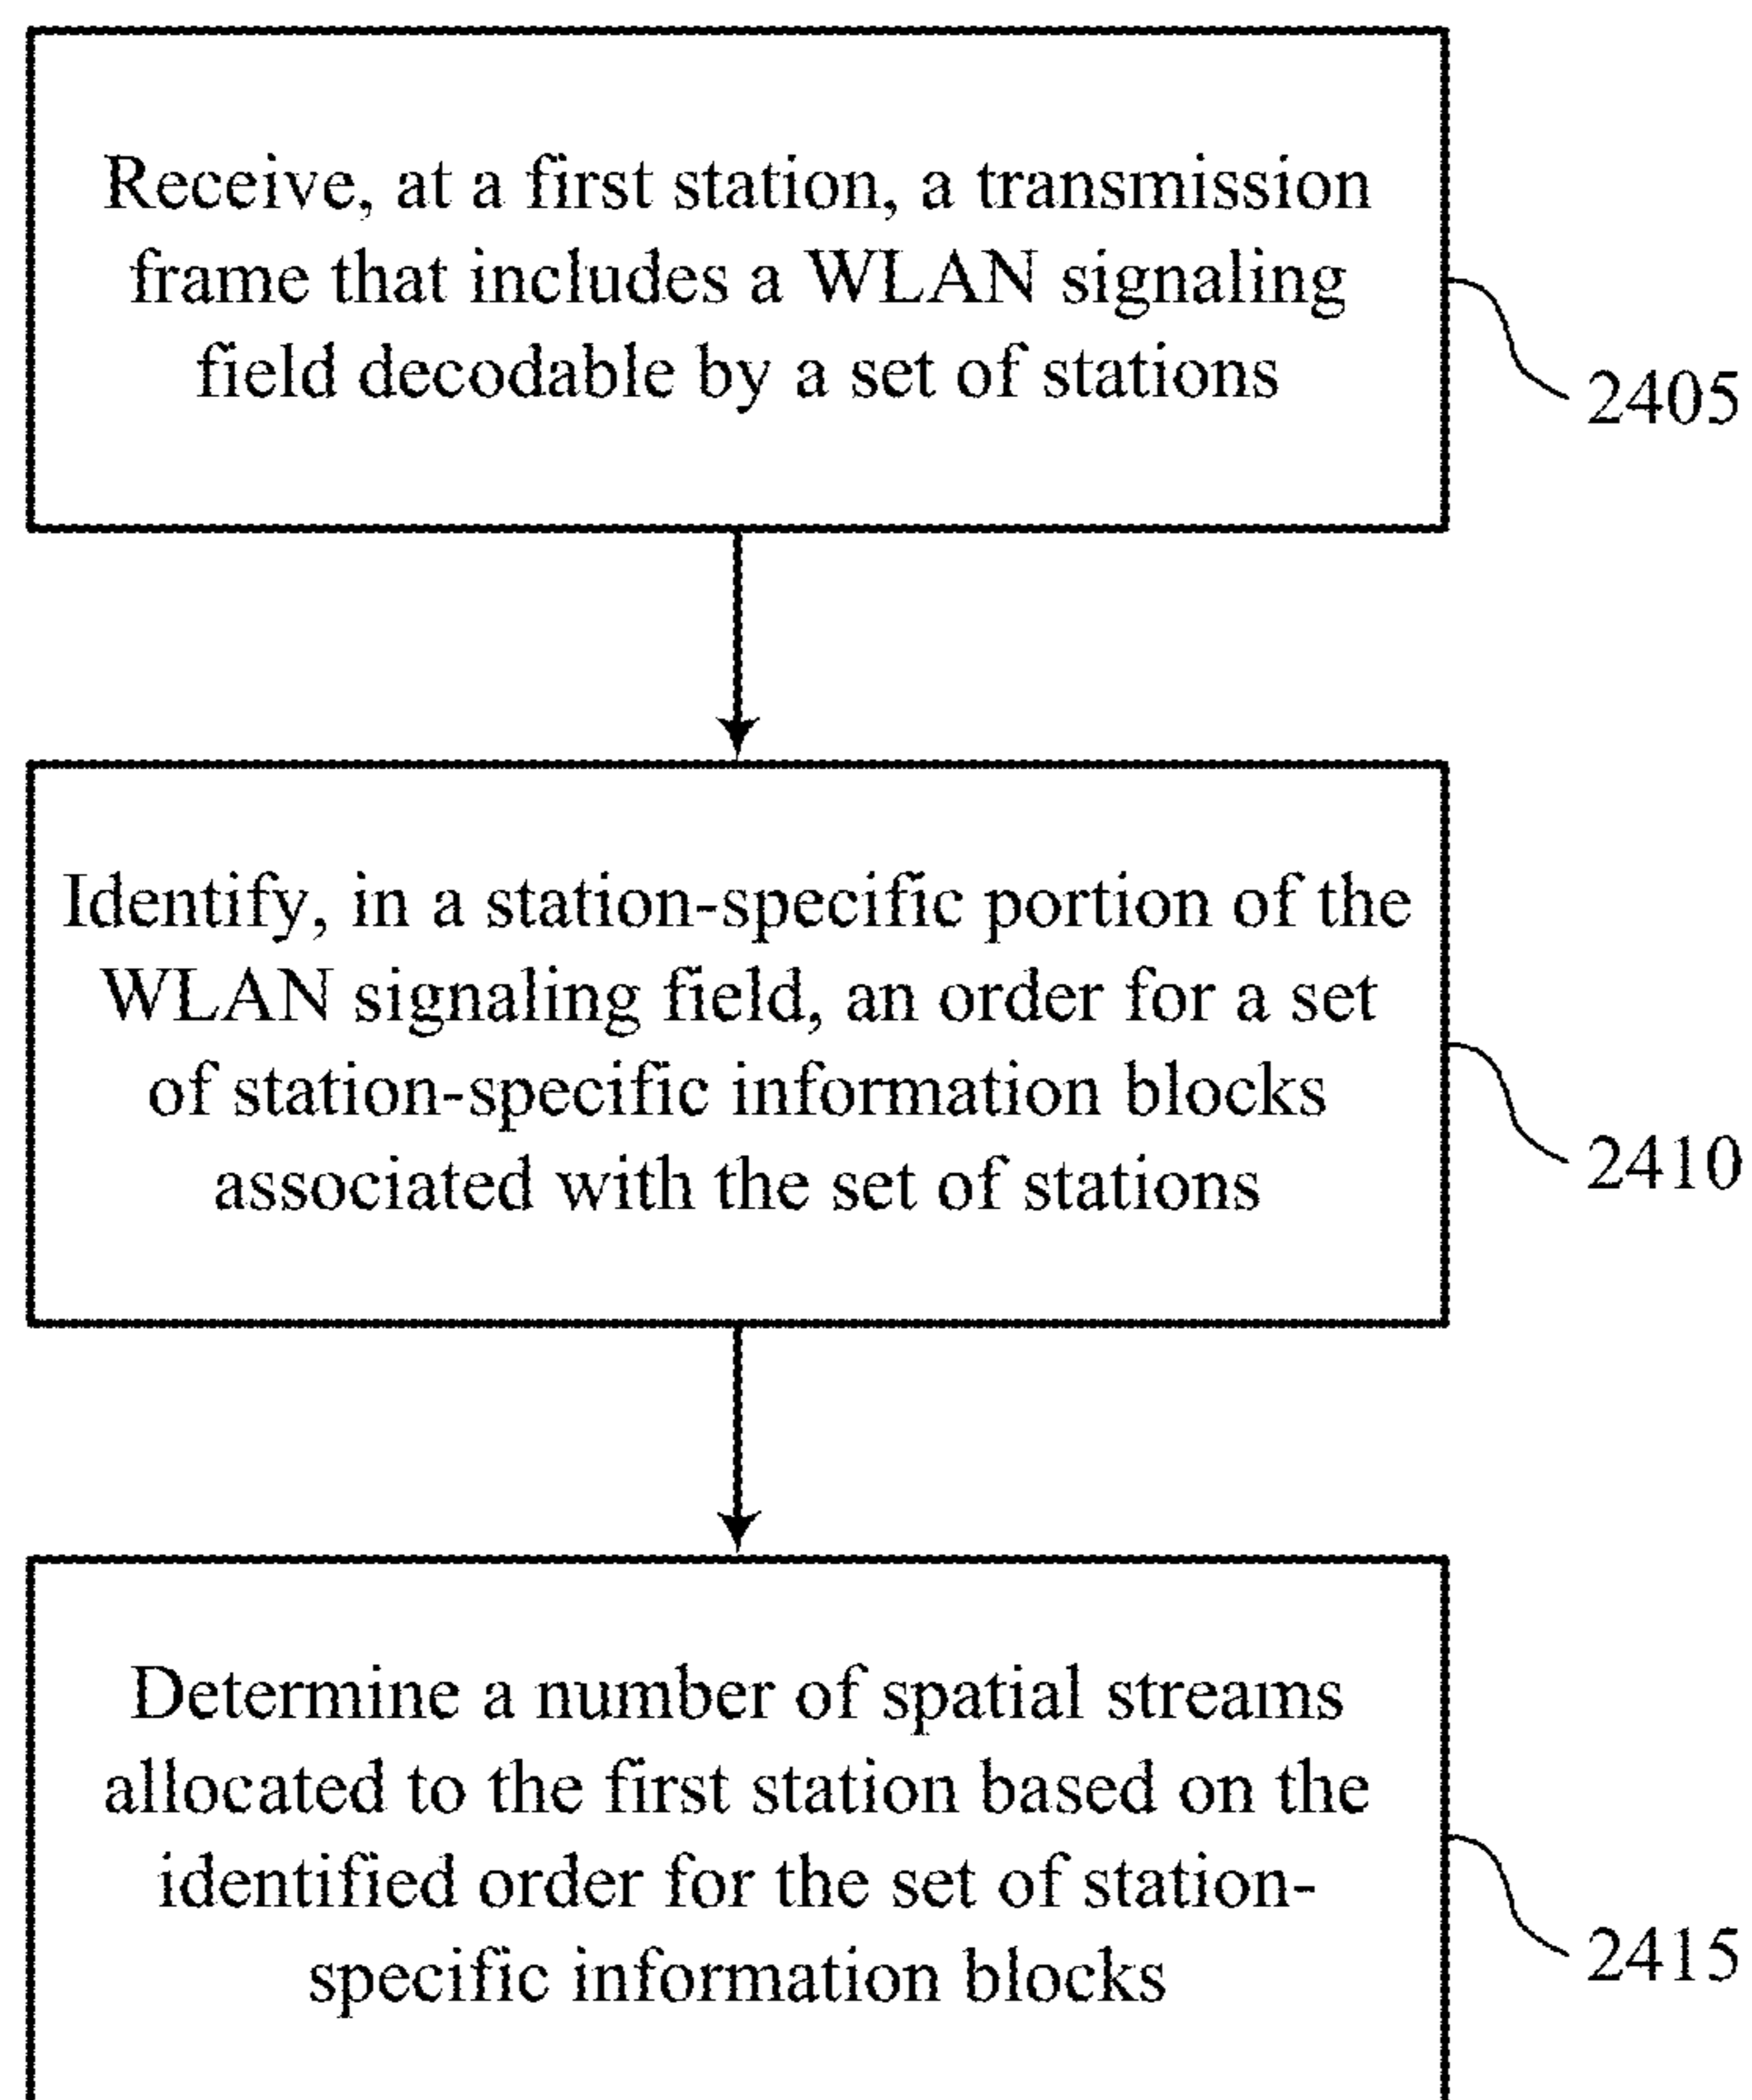 Receive, at a first station, a transmission
frame that includes a WLAN signaling
field decodable by a set of stations
2405
Identify, in a station-specific portion of the
WLAN signaling field, an order for a set
of station-specific information blocks
associated with the set of stations
2410
Determine a number of spatial streams
allocated to the first station based on the
identified order for the set of station-
specific information blocks
2415